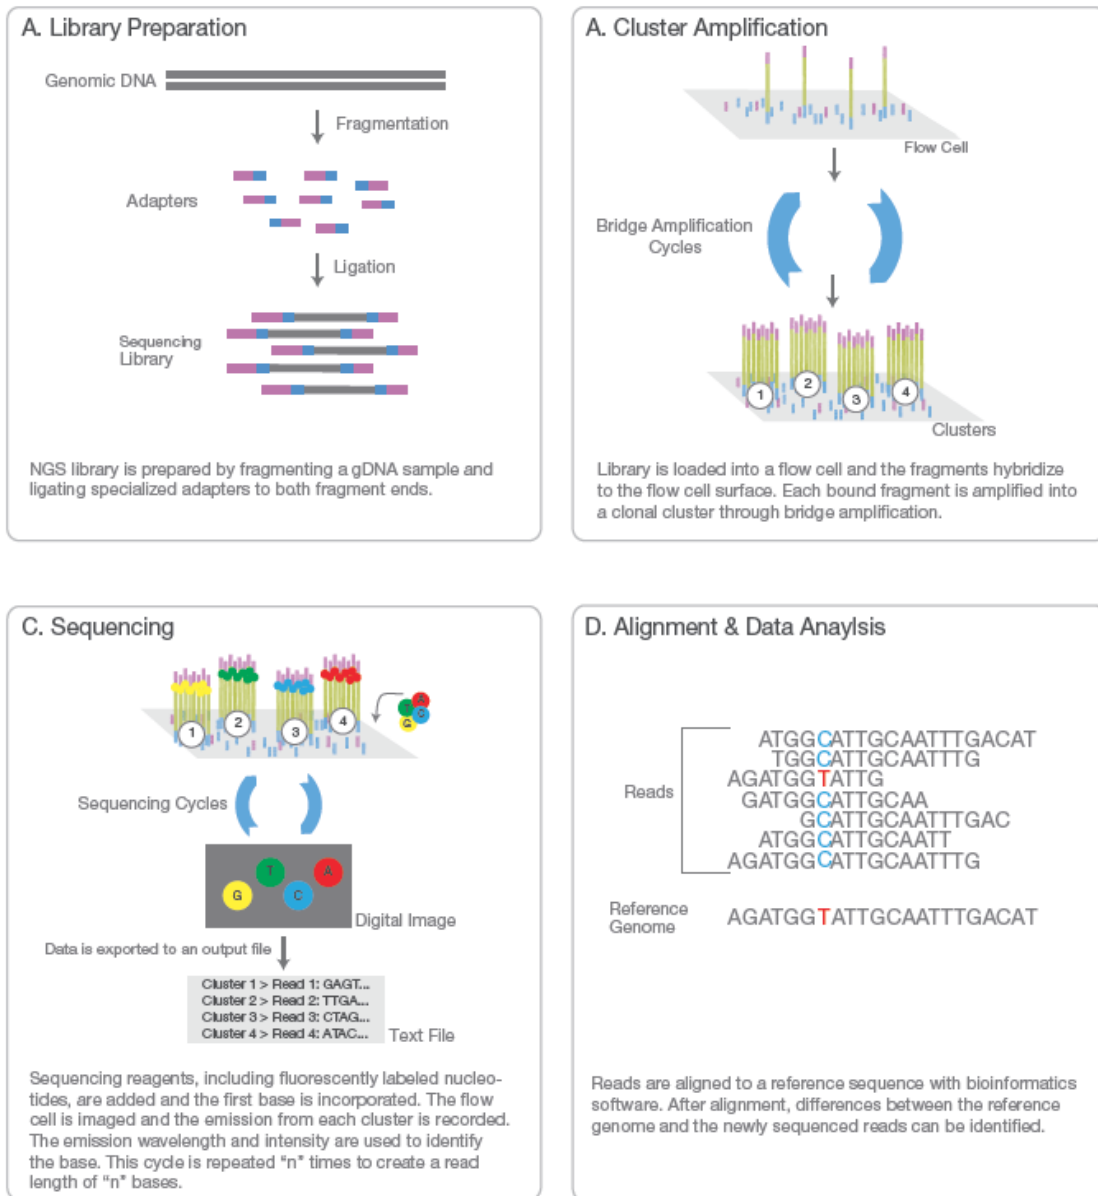 A. Library Preparation
Genomic DNA
Fragmentation
Adapters
Ligation
Sequencing
Library
NGS library is prepared by fragmenting a gDNA sample and
ligating specialized adapters to both fragment ends.
A. Cluster Amplification
Flow Cell
Bridge Amplification
Cycles
1
2
3
4
Clusters
Library is loaded into a flow cell and the fragments hybridize
to the flow cell surface. Each bound fragment is amplified into
a clonal cluster through bridge amplification.
C. Sequencing
1
2
3
4
A
T
C
G
Sequencing Cycles
T
A
G
C
Digital Image
Data is exported to an output file
Cluster 1 > Read 1: GAGT...
Cluster 2 > Read 2: TTGA...
Cluster 3 > Read 3: CTAG...
Cluster 4 > Read 4: ATAC...
Text File
Sequencing reagents, including fluorescently labeled nucleo-
tides, are added and the first base is incorporated. The flow
cell is imaged and the emission from each cluster is recorded.
The emission wavelength and intensity are used to identify
the base. This cycle is repeated "n" times to create a read
length of "n" bases.
D. Alignment & Data Anaylsis
Reads
ATGGCATTGCAATTTGACAT
TGGCATTGCAATTTG
AGATGGTATTG
GATGGCATTGCAA
GCATTGCAATTTGAC
ATGGCATTGCAATT
AGATGGCATTGCAATTTG
Reference
Genome
AGATGGTATTGCAATTTGACAT
Reads are aligned to a reference sequence with bioinformatics
software. After alignment, differences between the reference
genome and the newly sequenced reads can be identified.